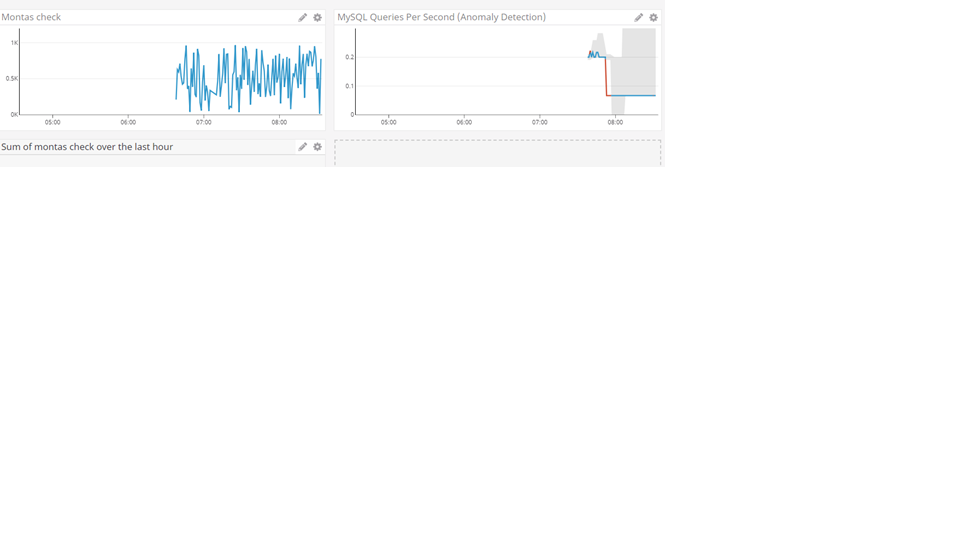 Montas check
1K
0.5K
0K
05:00 06:00 07:00 08:00
MySQL Queries Per Second (Anomaly Detection)
0.2
0.1
0
05:00 06:00 07:00 08:00
Sum of montas check over the last hour